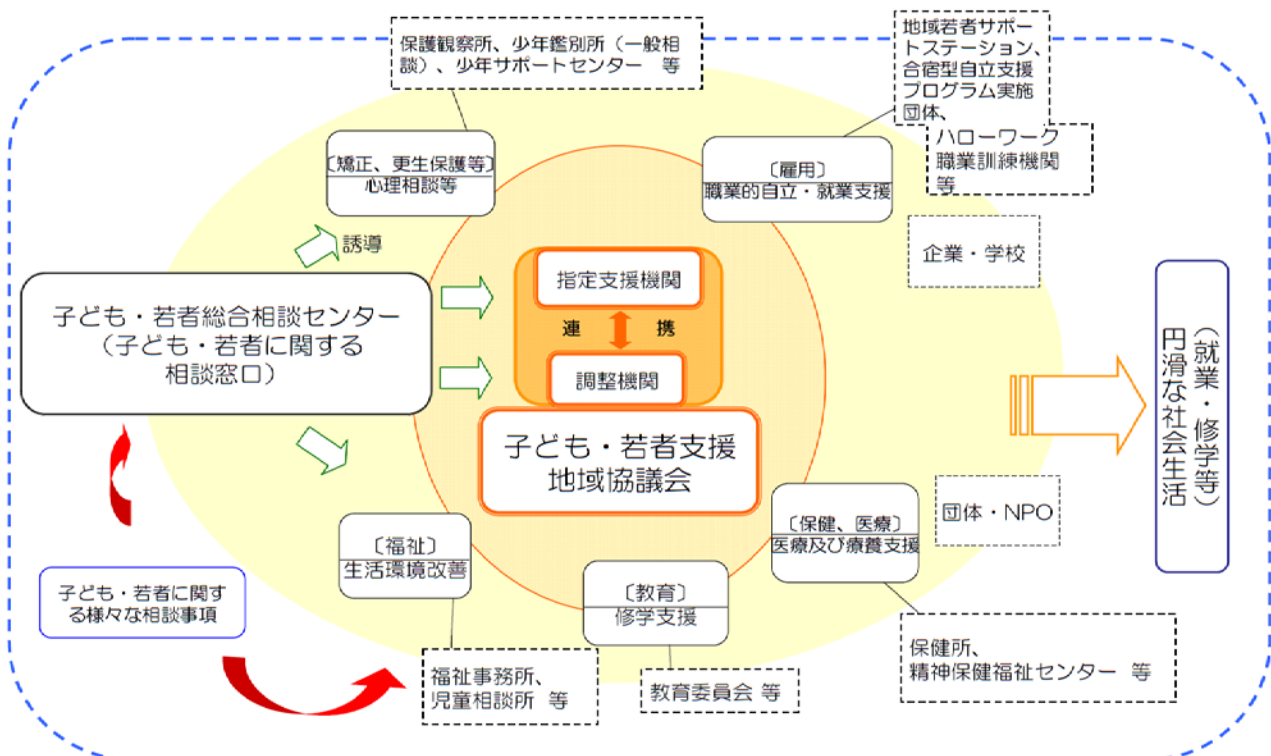 保護観察所、少年鑑別所（一般相
談）、少年サポートセンター 等
地域若者サポー
トステーション、
合宿型自立支援
プログラム実施
団体、
ハローワーク
職業訓練機関
等
〔矯正、更生保護等〕
心理相談等
〔雇用〕
職業的自立・就業支援
誘導
企業・学校
指定支援機関
連 携
調整機関
子ども・若者支援
地域協議会
子ども・若者総合相談センター
（子ども・若者に関する
相談窓口）
円滑な社会生活
（就業・修学等）
団体・NPO
〔保健、医療〕
医療及び療養支援
〔福祉〕
生活環境改善
〔教育〕
修学支援
子ども・若者に関す
る様々な相談事項
福祉事務所、
児童相談所 等
教育委員会 等
保健所、
精神保健福祉センター 等